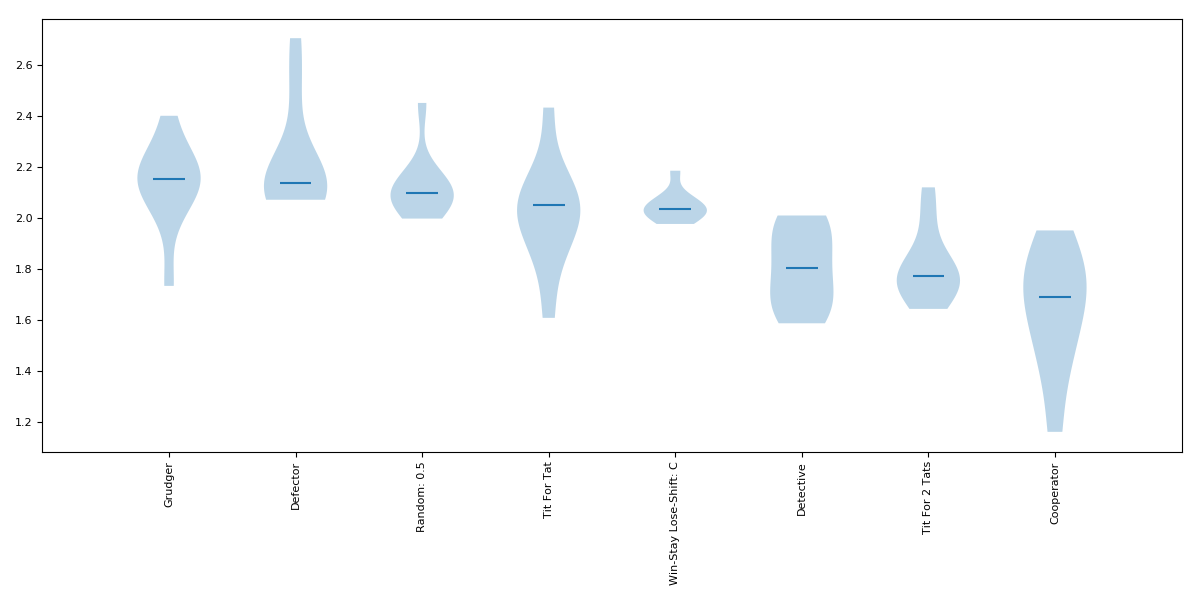 2.6
2.4
2.2
2.0
1.8
1.6
1.4
1.2
Grudger
Defector
Random: 0.5
Tit For Tat
Win-Stay Lose-Shift: C
Detective
Tit For 2 Tats
Cooperator